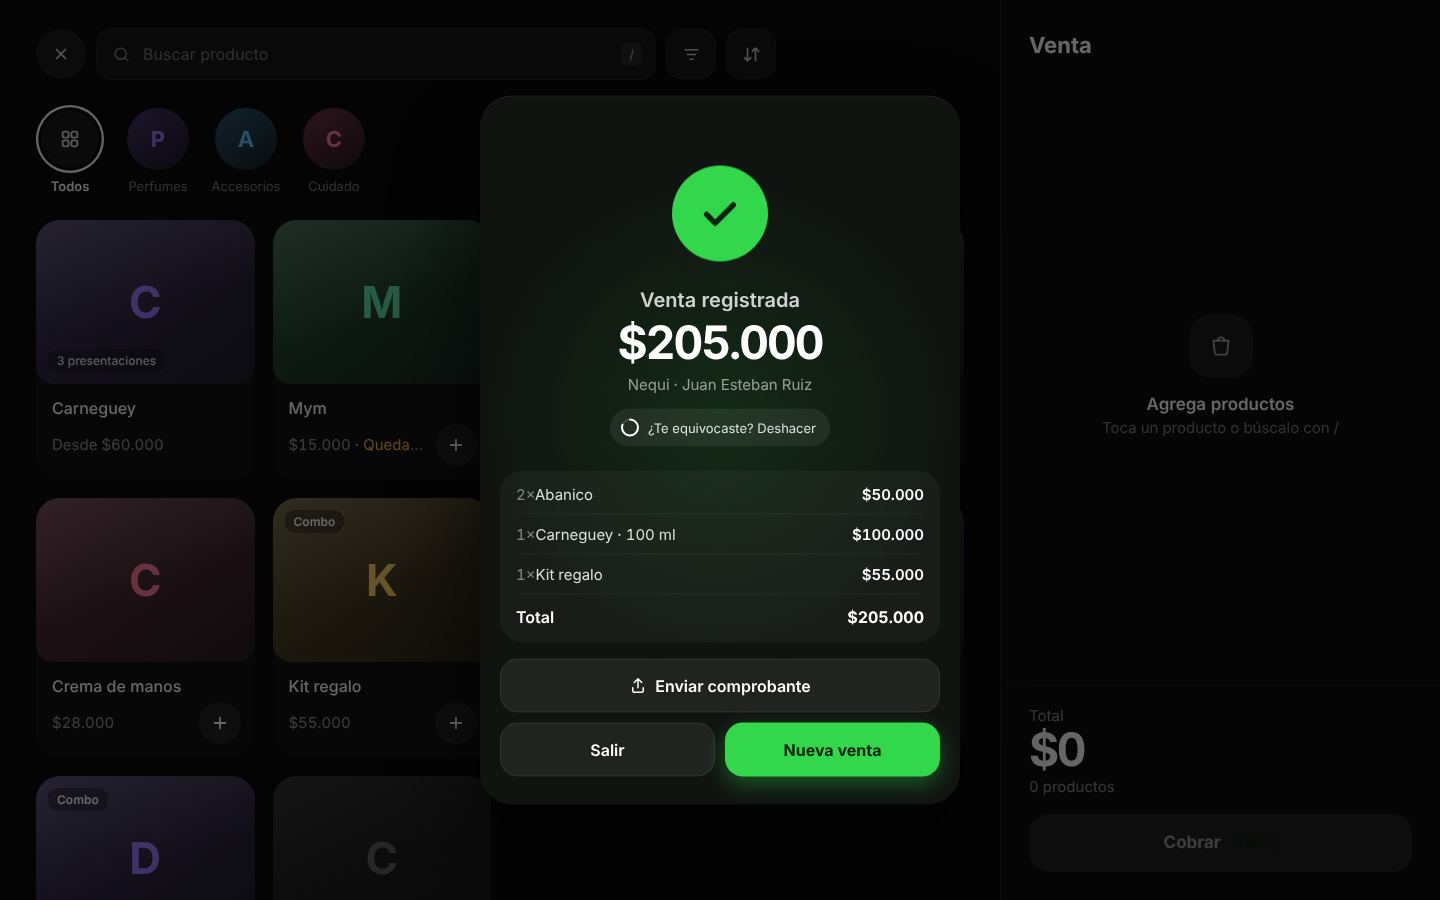 Buscar producto
/
Venta
P
A
C
Todos
Perfumes
Accesorios
Cuidado
C
3 presentaciones
Carneguey
Desde $60.000
M
Mym
$15.000 · Queda...
C
Crema de manos
$28.000
Combo
K
Kit regalo
$55.000
Combo
D
C
Venta registrada
$205.000
Nequi · Juan Esteban Ruiz
¿Te equivocaste? Deshacer
2×Abanico $50.000
1×Carneguey · 100 ml $100.000
1×Kit regalo $55.000
Total $205.000
Enviar comprobante
Salir
Nueva venta
Agrega productos
Toca un producto o búscalo con /
Total
$0
0 productos
Cobrar